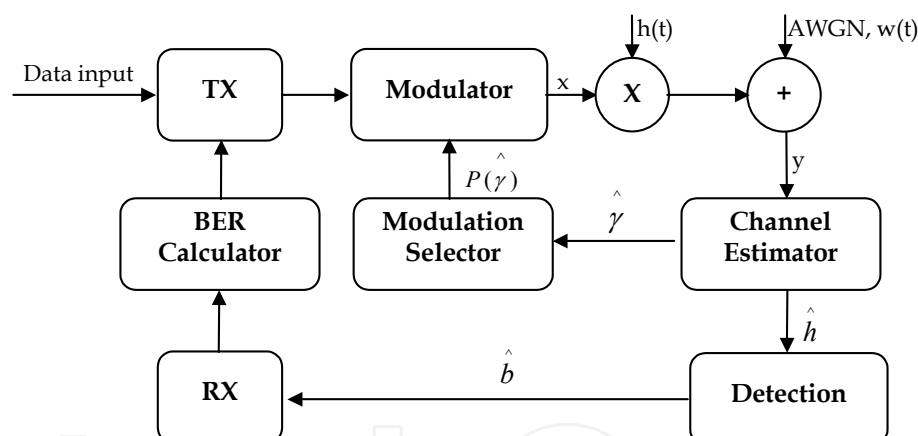 h(t)
AWGN, w(t)
Data input
TX
Modulator
x
X
+
y
P(γ̂)
BER
Calculator
Modulation
Selector
γ̂
Channel
Estimator
ĥ
RX
b̂
Detection